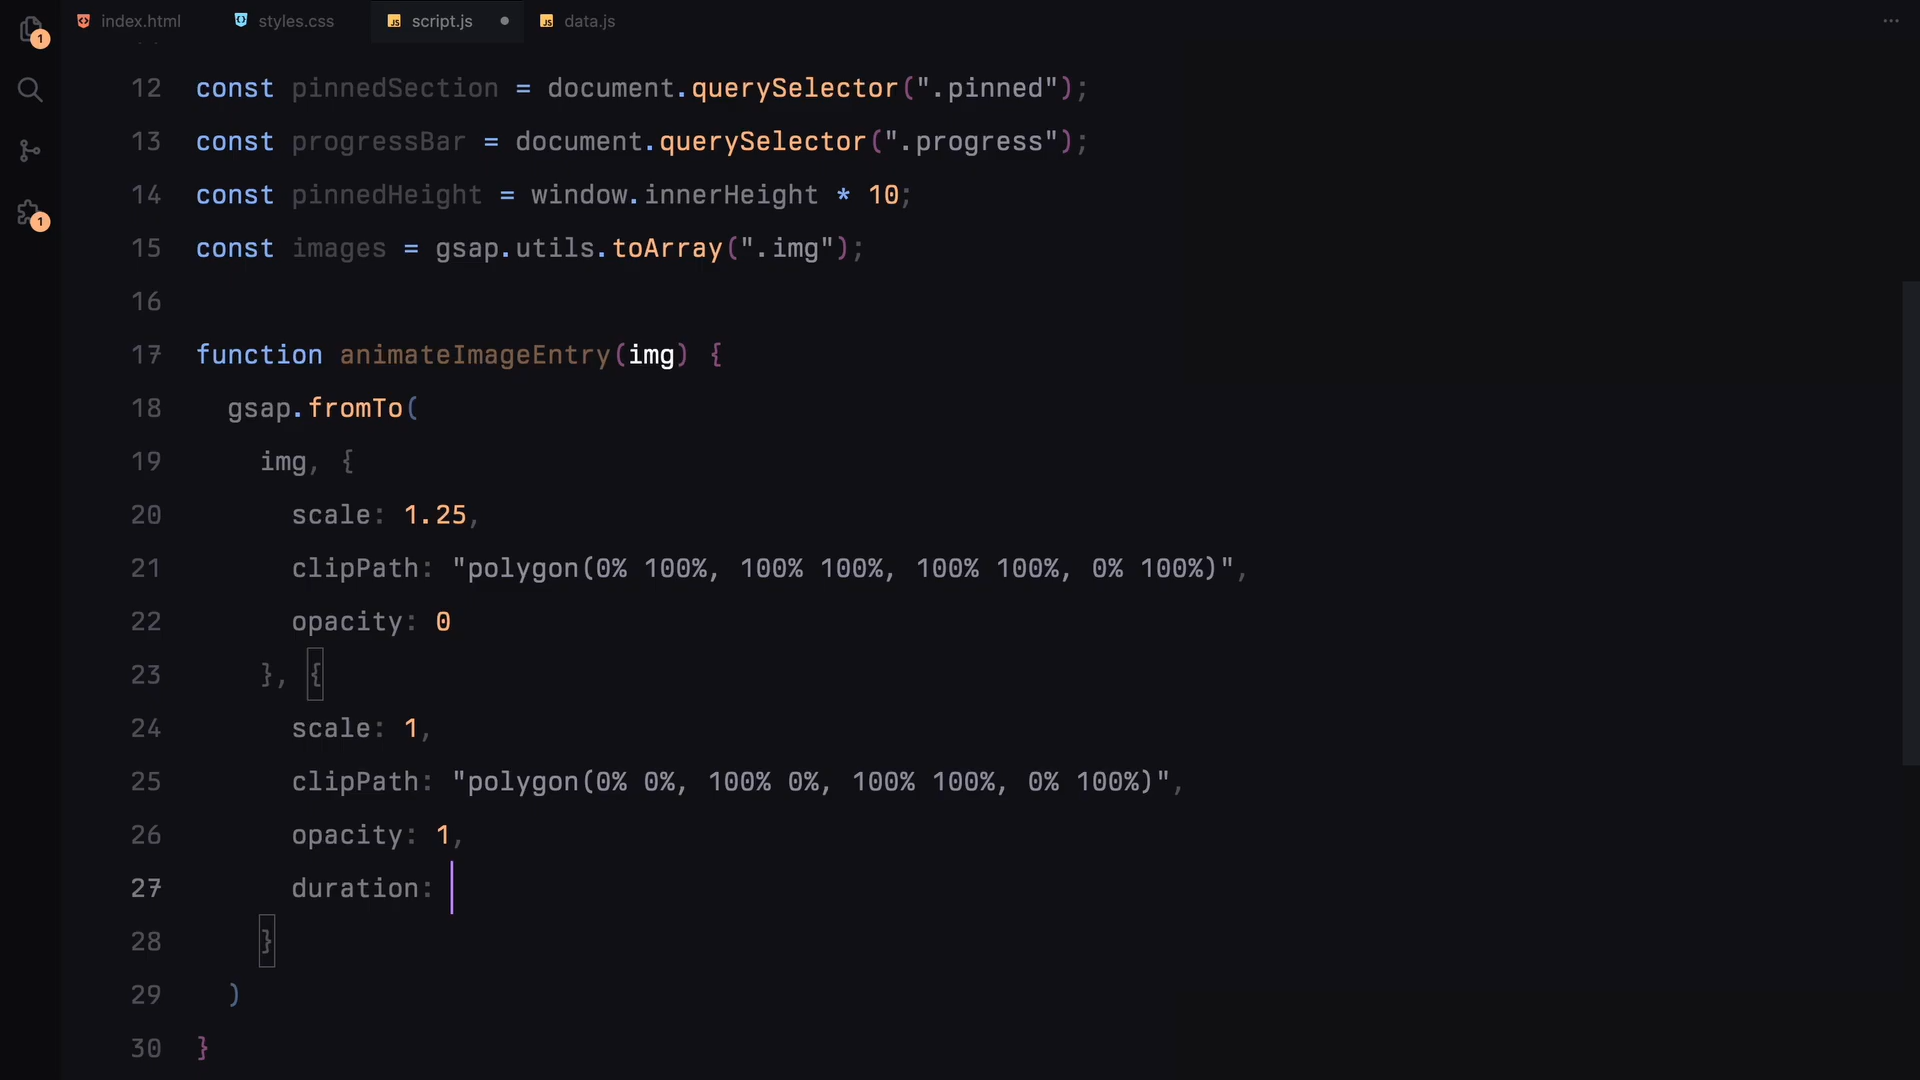 index.html styles.css script.js data.js ...
1
1
12 const pinnedSection = document.querySelector(".pinned");
13 const progressBar = document.querySelector(".progress");
14 const pinnedHeight = window.innerHeight * 10;
15 const images = gsap.utils.toArray(".img");
16
17 function animateImageEntry(img) {
18 gsap.fromTo(
19 img, {
20 scale: 1.25,
21 clipPath: "polygon(0% 100%, 100% 100%, 100% 100%, 0% 100%)",
22 opacity: 0
23 }, {
24 scale: 1,
25 clipPath: "polygon(0% 0%, 100% 0%, 100% 100%, 0% 100%)",
26 opacity: 1,
27 duration:
28 }
29 )
30 }